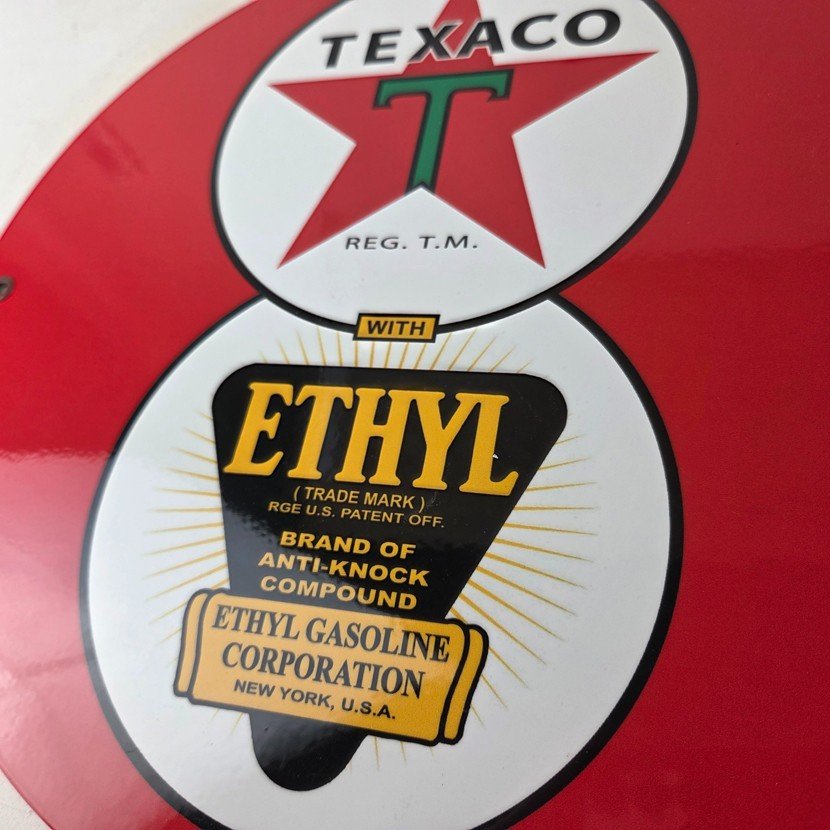 TEXACO
T
REG. T.M.
WITH
ETHYL
( TRADE MARK )
RGE U.S. PATENT OFF.
BRAND OF
ANTI-KNOCK
COMPOUND
ETHYL GASOLINE
CORPORATION
NEW YORK, U.S.A.